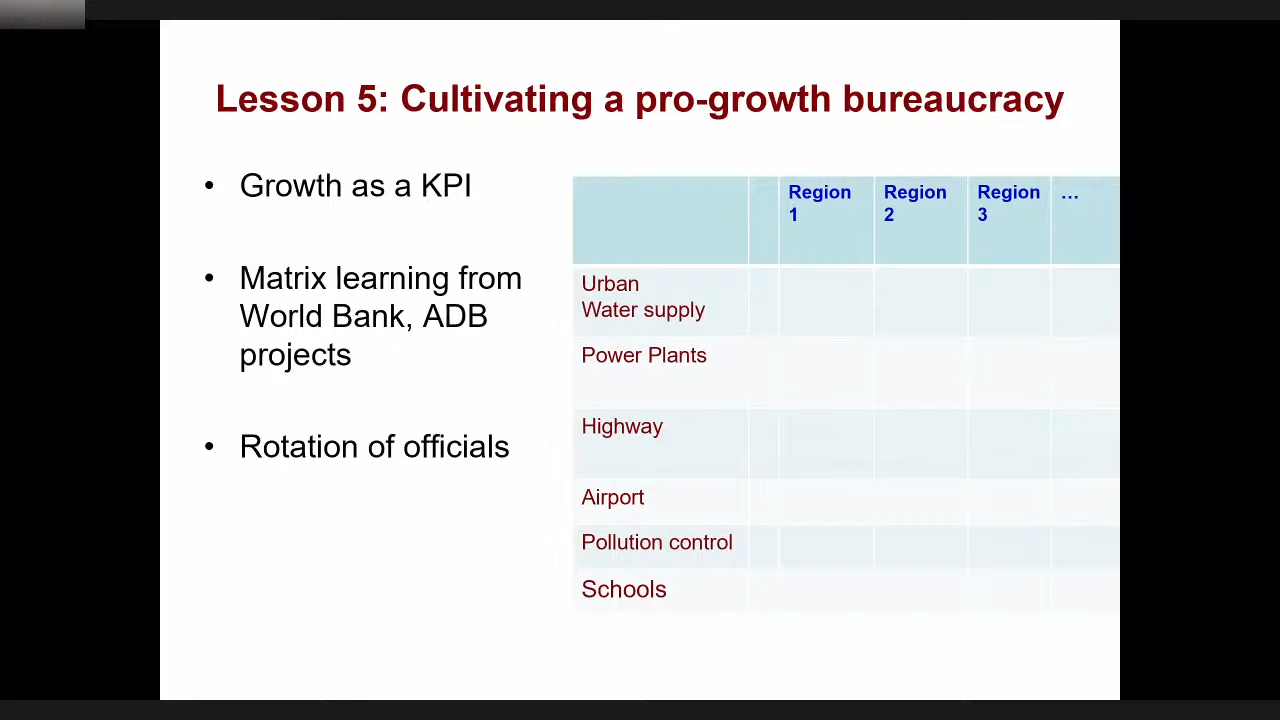 Lesson 5: Cultivating a pro-growth bureaucracy
• Growth as a KPI
• Matrix learning from
World Bank, ADB
projects
• Rotation of officials
Region
1
Region
2
Region
3
…
Urban
Water supply
Power Plants
Highway
Airport
Pollution control
Schools